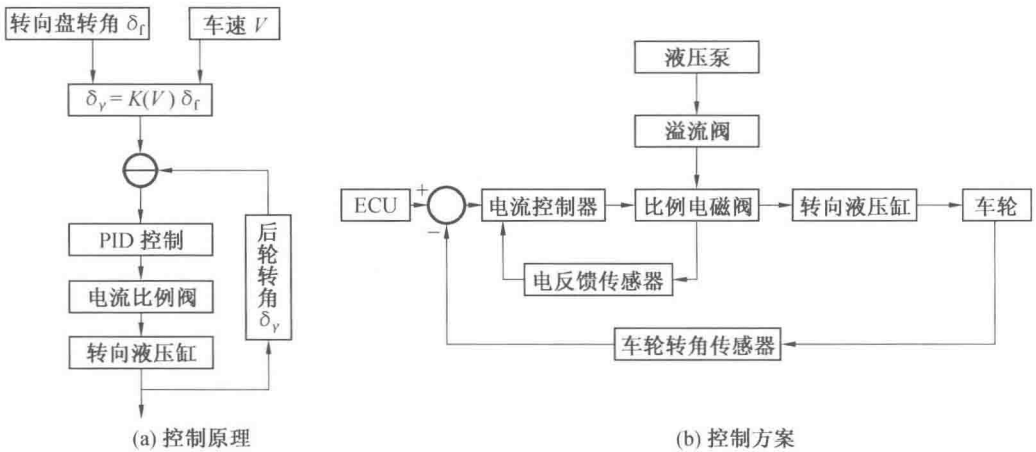 转向盘转角 δf
车速 V
δγ = K(V) δf
PID 控制
电流比例阀
转向液压缸
后轮转角 δγ
(a) 控制原理
液压泵
溢流阀
ECU
+
−
电流控制器
比例电磁阀
转向液压缸
车轮
电反馈传感器
车轮转角传感器
(b) 控制方案